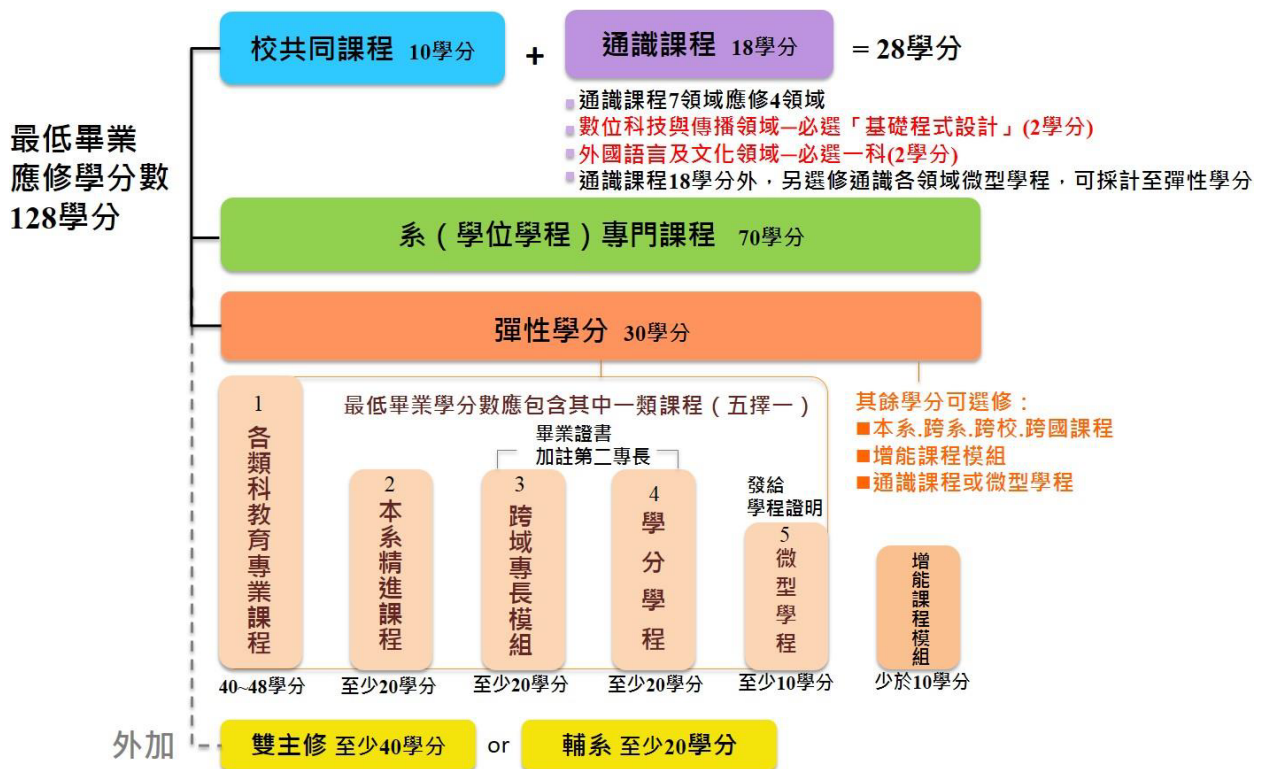 最低畢業
應修學分數
128學分
校共同課程 10學分
+
通識課程 18學分
= 28學分
通識課程7領域應修4領域
數位科技與傳播領域—必選「基礎程式設計」(2學分)
外國語言及文化領域—必選一科(2學分)
通識課程18學分外，另選修通識各領域微型學程，可採計至彈性學分
系（學位學程）專門課程 70學分
彈性學分 30學分
最低畢業學分數應包含其中一類課程（五擇一）
1
各類科教育專業課程
40~48學分
2
本系精進課程
至少20學分
畢業證書
加註第二專長
3
跨域專長模組
至少20學分
4
學分學程
至少20學分
發給
學程證明
5
微型學程
至少10學分
其餘學分可選修：
■本系.跨系.跨校.跨國課程
■增能課程模組
■通識課程或微型學程
增能課程模組
少於10學分
外加
雙主修 至少40學分
or
輔系 至少20學分